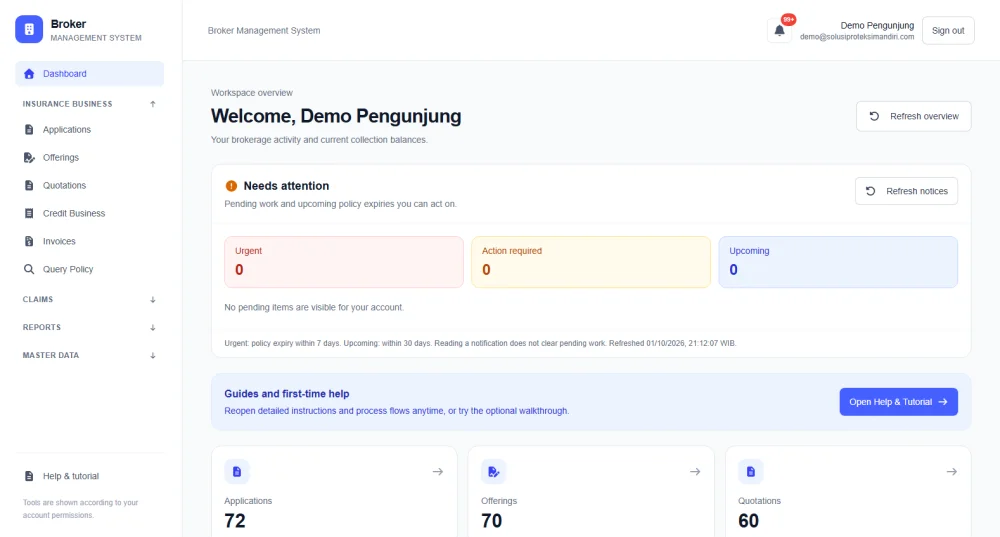 Broker
MANAGEMENT SYSTEM
Dashboard
INSURANCE BUSINESS
Applications
Offerings
Quotations
Credit Business
Invoices
Query Policy
CLAIMS
REPORTS
MASTER DATA
Help & tutorial
Tools are shown according to your
account permissions.
Broker Management System
99+
Demo Pengunjung
demo@solusiproteksimandiri.com
Sign out
Workspace overview
Welcome, Demo Pengunjung
Your brokerage activity and current collection balances.
Refresh overview
Needs attention
Pending work and upcoming policy expiries you can act on.
Refresh notices
Urgent
0
Action required
0
Upcoming
0
No pending items are visible for your account.
Urgent: policy expiry within 7 days. Upcoming: within 30 days. Reading a notification does not clear pending work. Refreshed 01/10/2026, 21:12:07 WIB.
Guides and first-time help
Reopen detailed instructions and process flows anytime, or try the optional walkthrough.
Open Help & Tutorial
Applications
72
Offerings
70
Quotations
60